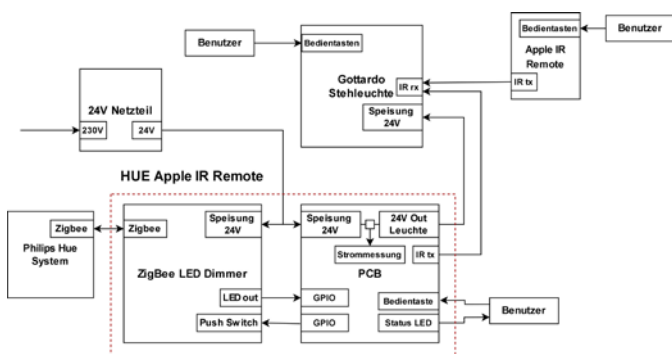 Benutzer
Bedientasten
Gottardo
Stehleuchte
IR rx
Speisung
24V
Bedientasten
Apple IR
Remote
IR tx
Benutzer
24V Netzteil
230V
24V
HUE Apple IR Remote
Zigbee
Philips Hue
System
Zigbee
Speisung
24V
ZigBee LED Dimmer
LED out
Push Switch
Speisung
24V
24V Out
Leuchte
Strommessung
IR tx
PCB
GPIO
GPIO
Bedientaste
Status LED
Benutzer